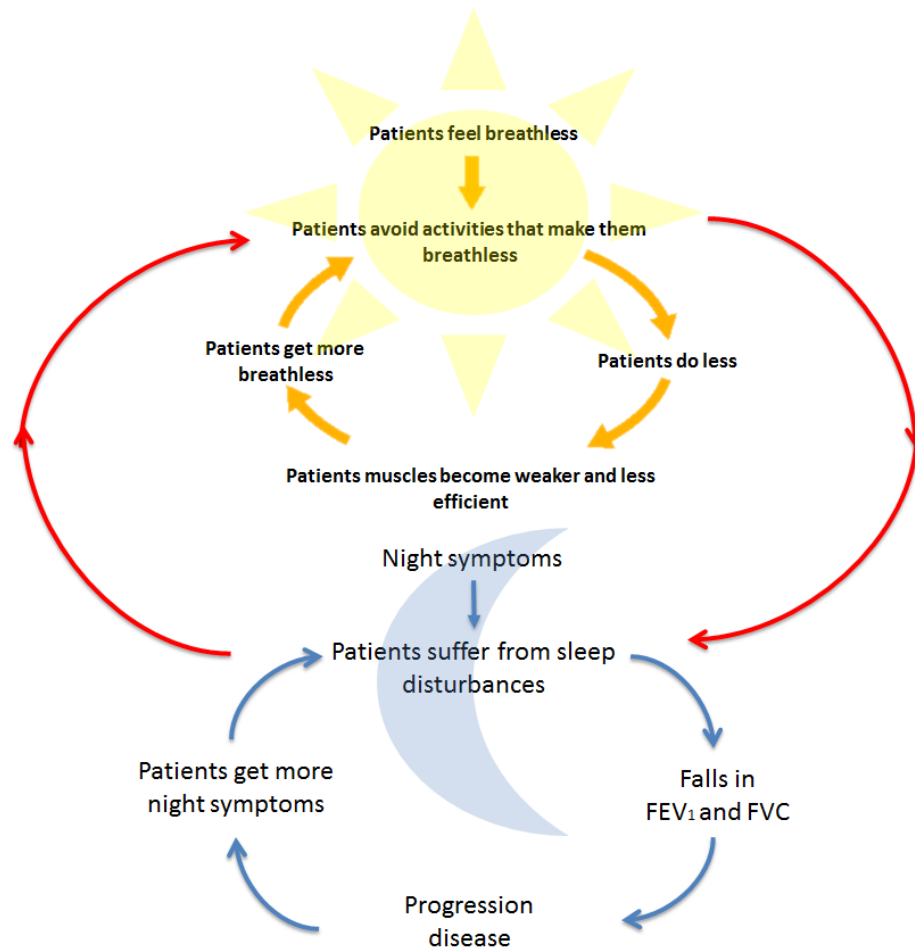 Patients feel breathless
Patients avoid activities that make them
breathless
Patients get more
breathless
Patients do less
Patients muscles become weaker and less
efficient
Night symptoms
Patients suffer from sleep
disturbances
Patients get more
night symptoms
Falls in
FEV₁ and FVC
Progression
disease